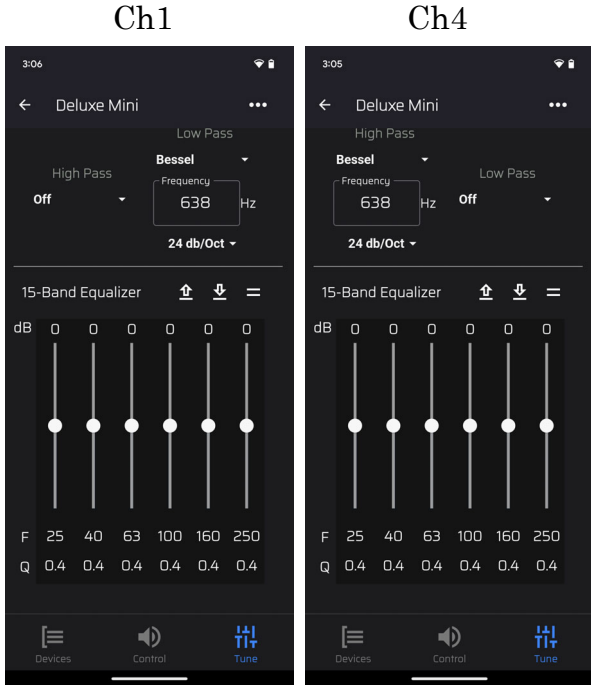 Ch1
3:06
Deluxe Mini
Low Pass
High Pass
Bessel
Off
Frequency
638 Hz
24 db/Oct
15-Band Equalizer
dB 0 0 0 0 0 0
F 25 40 63 100 160 250
Q 0.4 0.4 0.4 0.4 0.4 0.4
Devices Control Tune
Ch4
3:05
Deluxe Mini
High Pass
Bessel
Low Pass
Frequency
638 Hz
Off
24 db/Oct
15-Band Equalizer
dB 0 0 0 0 0 0
F 25 40 63 100 160 250
Q 0.4 0.4 0.4 0.4 0.4 0.4
Devices Control Tune